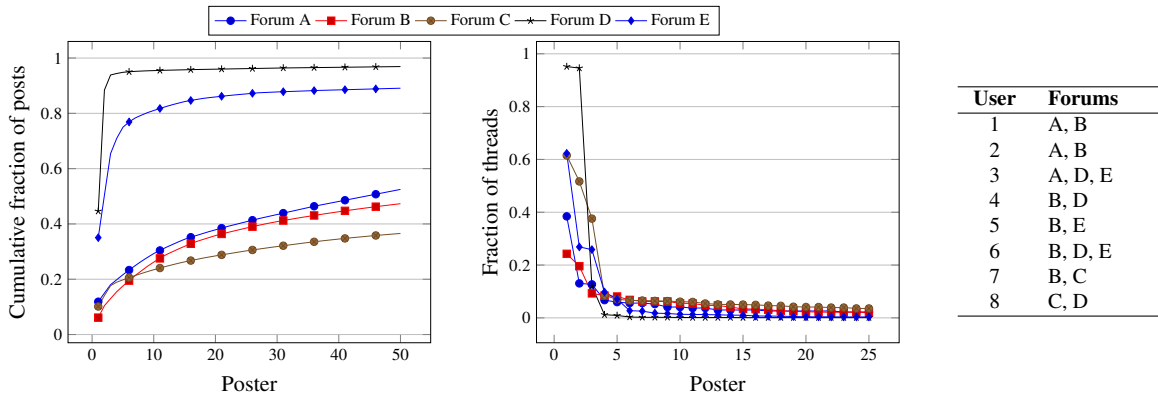 Forum A Forum B Forum C Forum D Forum E
Cumulative fraction of posts
1
0.8
0.6
0.4
0.2
0
0 10 20 30 40 50
Poster
Fraction of threads
1
0.8
0.6
0.4
0.2
0
0 5 10 15 20 25
Poster
User Forums
1 A, B
2 A, B
3 A, D, E
4 B, D
5 B, E
6 B, D, E
7 B, C
8 C, D